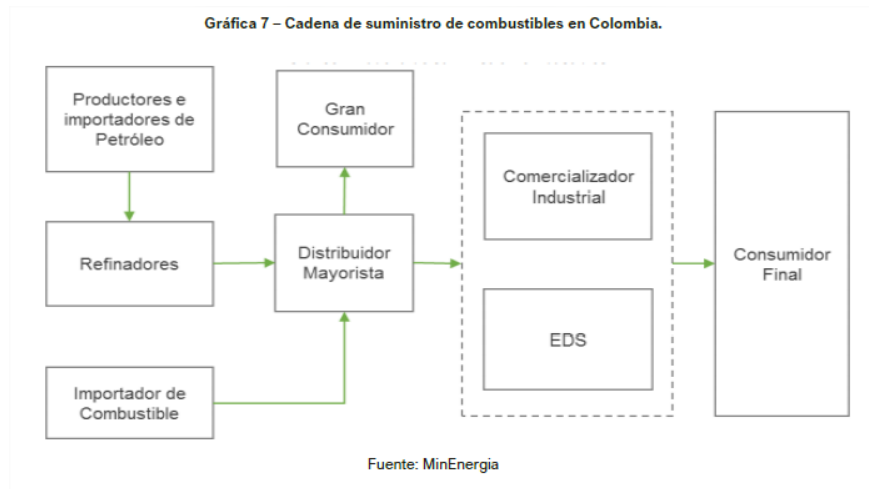 Gráfica 7 – Cadena de suministro de combustibles en Colombia.
Productores e
importadores de
Petróleo
Gran
Consumidor
Comercializador
Industrial
Refinadores
Distribuidor
Mayorista
Consumidor
Final
EDS
Importador de
Combustible
Fuente: MinEnergia